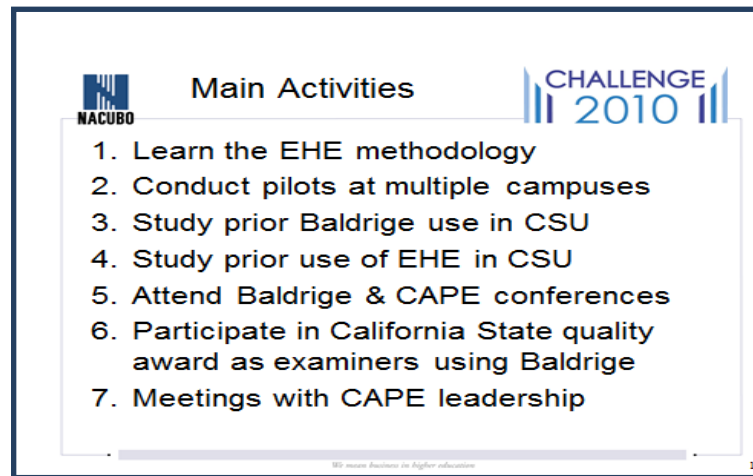 Main Activities
NACUBO
CHALLENGE
2010
1. Learn the EHE methodology
2. Conduct pilots at multiple campuses
3. Study prior Baldrige use in CSU
4. Study prior use of EHE in CSU
5. Attend Baldrige & CAPE conferences
6. Participate in California State quality
award as examiners using Baldrige
7. Meetings with CAPE leadership
We mean business in higher education